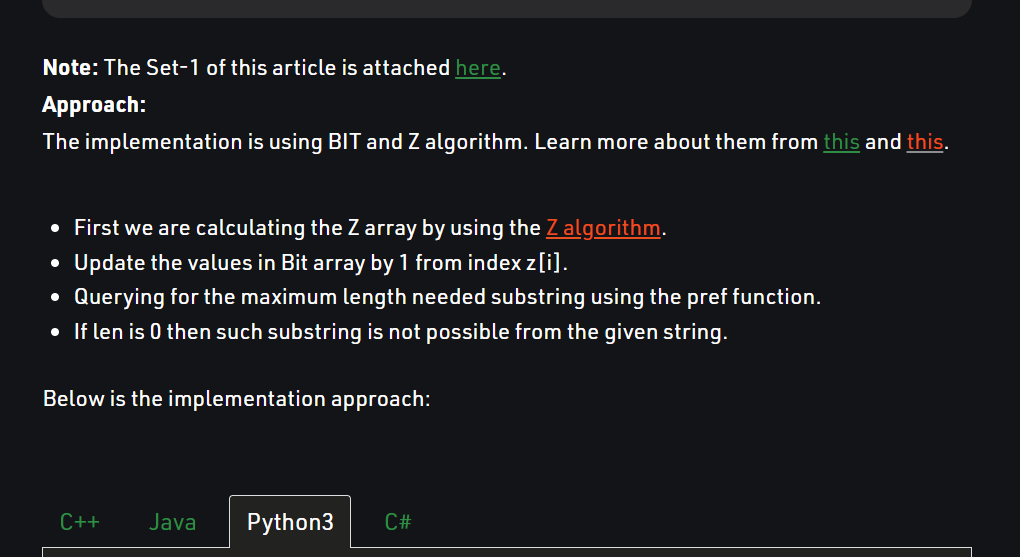 Note: The Set-1 of this article is attached here.
Approach:
The implementation is using BIT and Z algorithm. Learn more about them from this and this.
First we are calculating the Z array by using the Z algorithm.
Update the values in Bit array by 1 from index z[i].
Querying for the maximum length needed substring using the pref function.
If len is 0 then such substring is not possible from the given string.
Below is the implementation approach:
C++ Java Python3 C#